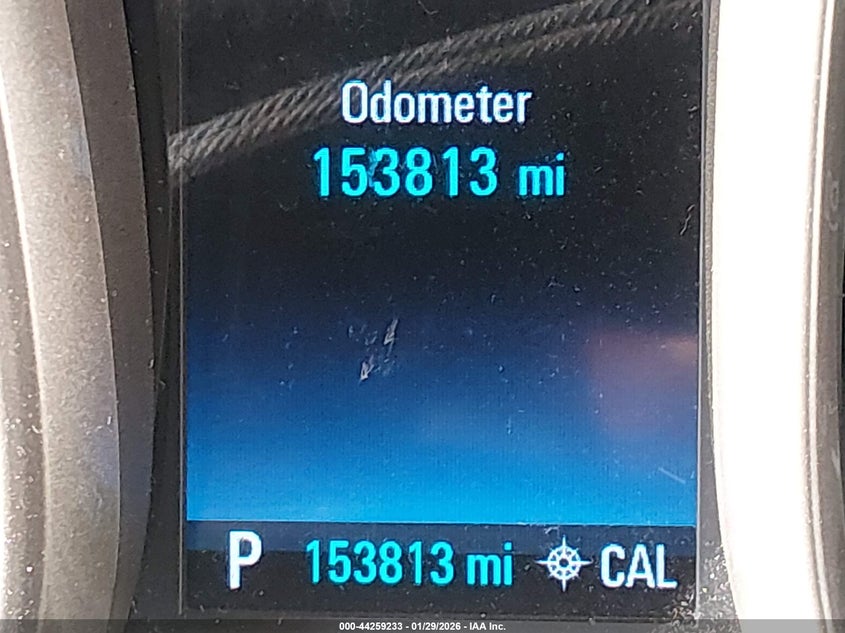 Odometer
153813 mi
P 153813 mi CAL
000-44259233 - 01/29/2026 - IAA Inc.